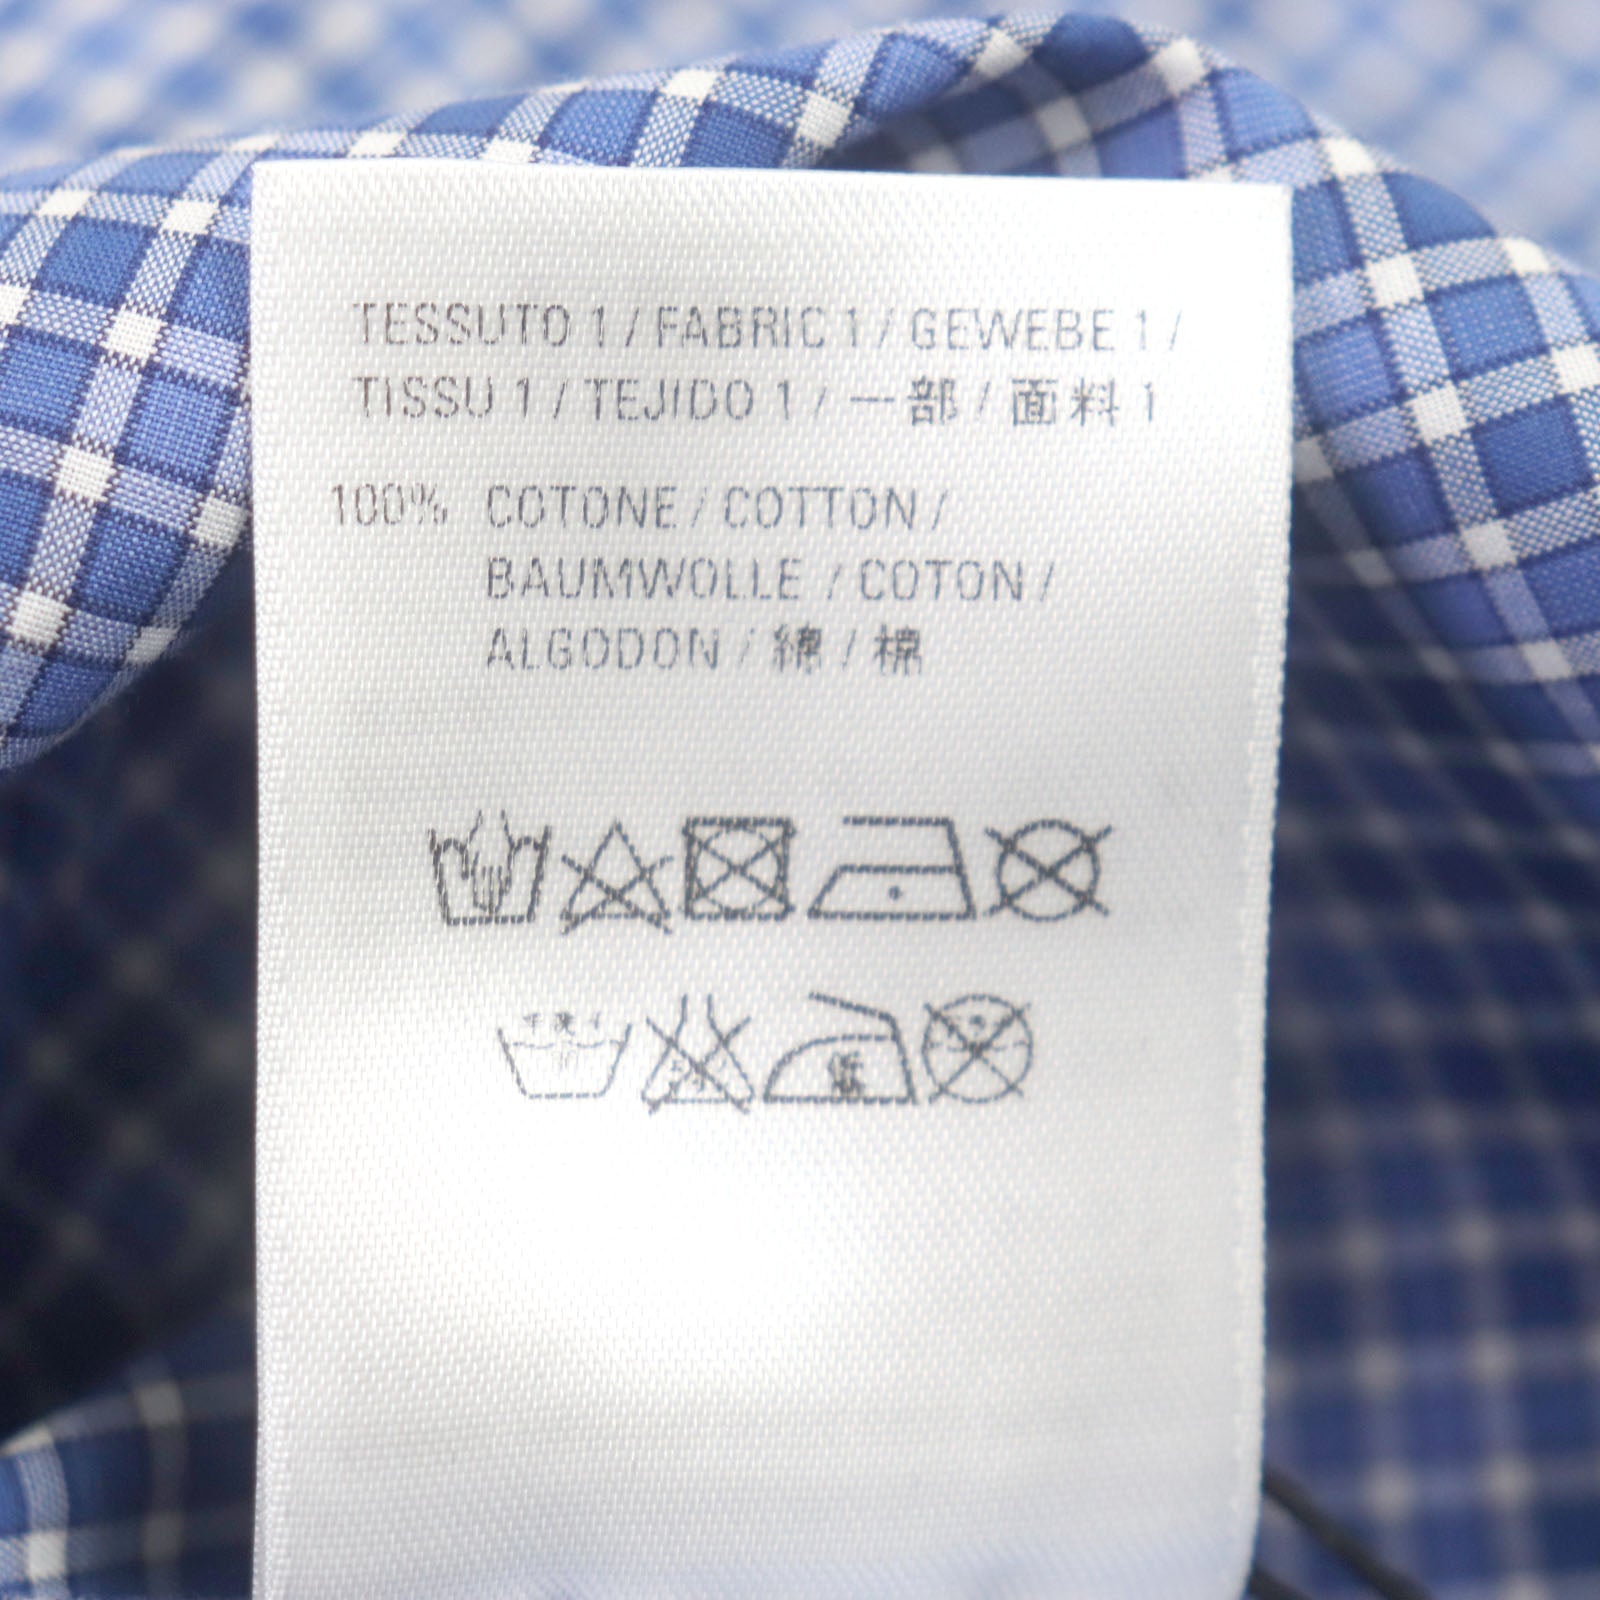 TESSUTO 1 / FABRIC 1 / GEWEBE 1 /
TISSU 1 / TEJIDO 1 / 一部 / 面料 1
100% COTONE / COTTON /
BAUMWOLLE / COTON /
ALGODON / 綿 / 棉
低